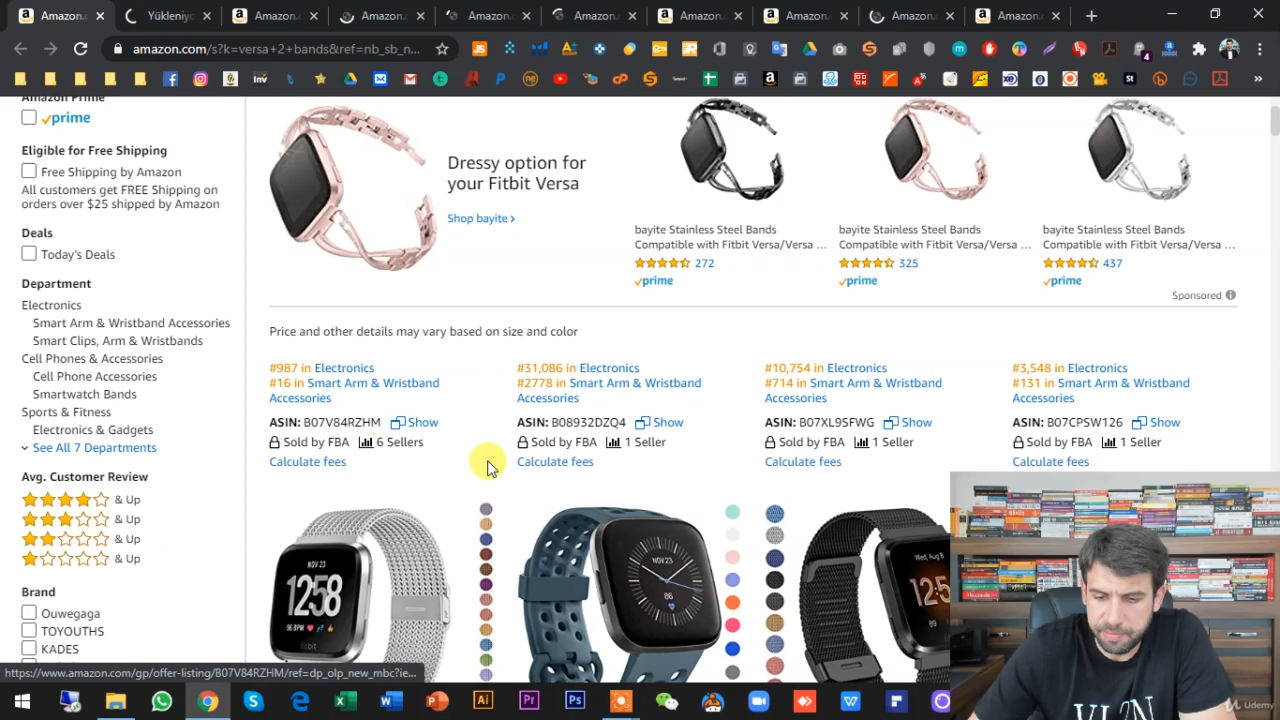 Amazon.
Yükleniyo
Amazon.
Amazon.
Amazon.
Amazon.
Amazon.
Amazon.
Amazon.
Amazon.
amazon.com/s?k=versa+2+bands&ref=nb_sb_n...
Amazon Prime
prime
Eligible for Free Shipping
Free Shipping by Amazon
All customers get FREE Shipping on
orders over $25 shipped by Amazon
Deals
Today's Deals
Department
Electronics
Smart Arm & Wristband Accessories
Smart Clips, Arm & Wristbands
Cell Phones & Accessories
Cell Phone Accessories
Smartwatch Bands
Sports & Fitness
Electronics & Gadgets
See All 7 Departments
Avg. Customer Review
& Up
& Up
& Up
& Up
Brand
Ouwegaga
TOYOUTHS
KADES
Dressy option for
your Fitbit Versa
Shop bayite ›
bayite Stainless Steel Bands
Compatible with Fitbit Versa/Versa ...
272
prime
bayite Stainless Steel Bands
Compatible with Fitbit Versa/Versa ...
325
prime
bayite Stainless Steel Bands
Compatible with Fitbit Versa/Versa ...
437
prime
Sponsored
Price and other details may vary based on size and color
#987 in Electronics
#16 in Smart Arm & Wristband
Accessories
ASIN: B07V84RZHM Show
Sold by FBA 6 Sellers
Calculate fees
#31,086 in Electronics
#2778 in Smart Arm & Wristband
Accessories
ASIN: B08932DZQ4 Show
Sold by FBA 1 Seller
Calculate fees
#10,754 in Electronics
#714 in Smart Arm & Wristband
Accessories
ASIN: B07XL9SFWG Show
Sold by FBA 1 Seller
Calculate fees
#3,548 in Electronics
#131 in Smart Arm & Wristband
Accessories
ASIN: B07CPSW126 Show
Sold by FBA 1 Seller
Calculate fees
https://www.amazon.com/gp/offer-listing/B07V84RZHM/ref=dp_olp_new_mbc?ie...
Udemy